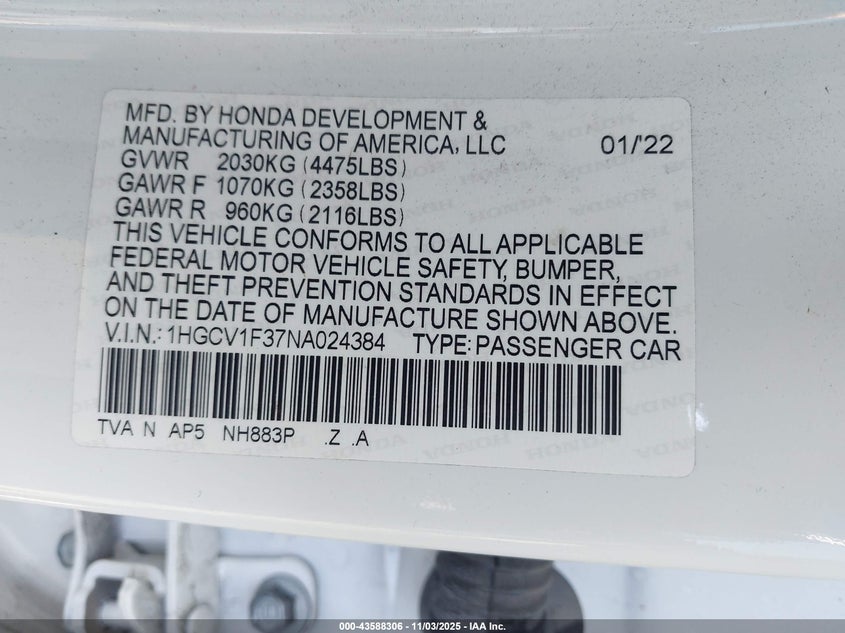 MFD. BY HONDA DEVELOPMENT &
MANUFACTURING OF AMERICA, LLC 01/'22
GVWR 2030KG (4475LBS)
GAWR F 1070KG (2358LBS)
GAWR R 960KG (2116LBS)
THIS VEHICLE CONFORMS TO ALL APPLICABLE
FEDERAL MOTOR VEHICLE SAFETY, BUMPER,
AND THEFT PREVENTION STANDARDS IN EFFECT
ON THE DATE OF MANUFACTURE SHOWN ABOVE.
V.I.N.: 1HGCV1F37NA024384 TYPE: PASSENGER CAR
TVA N AP5 NH883P .Z .A
000-43588306 - 11/03/2025 - IAA Inc.